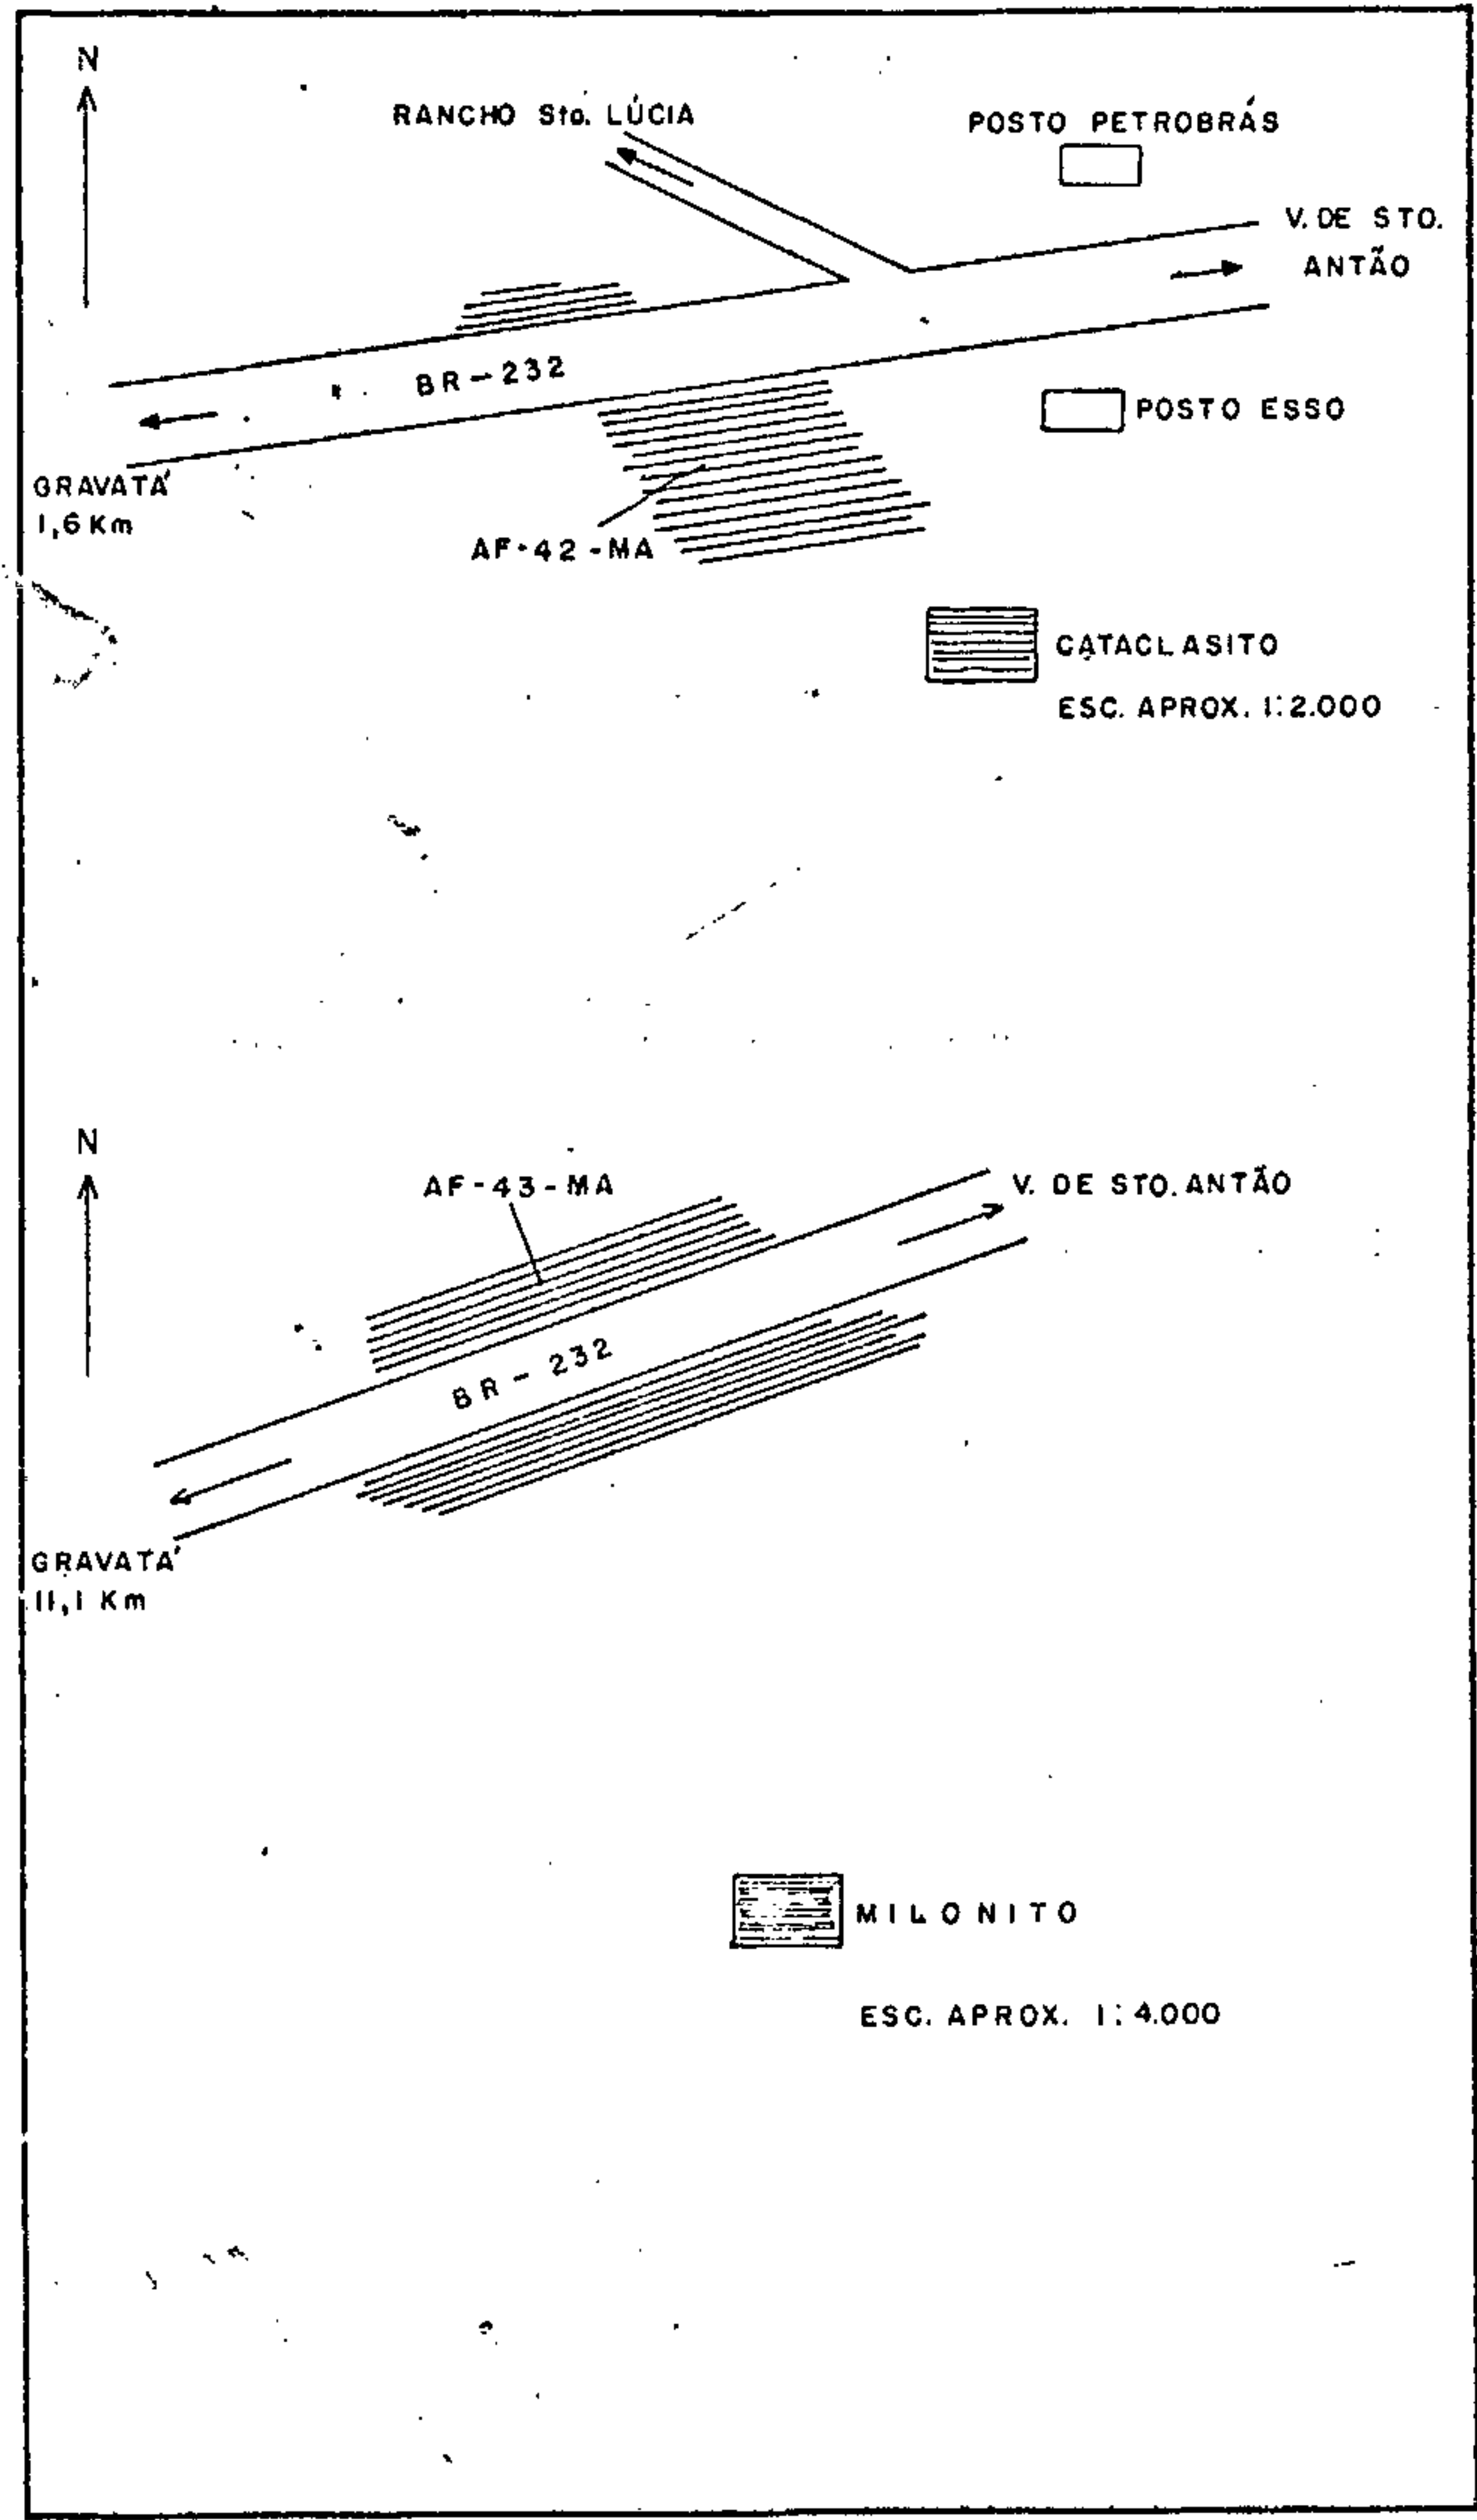 N
RANCHO Sta. LÚCIA
POSTO PETROBRÁS
V. DE STO.
ANTÃO
BR-232
POSTO ESSO
GRAVATÁ
1,6 Km
AF-42-MA
CATACLASITO
ESC. APROX. 1:2.000
N
AF-43-MA
V. DE STO. ANTÃO
BR-232
GRAVATÁ
11,1 Km
MILONITO
ESC. APROX. 1:4.000